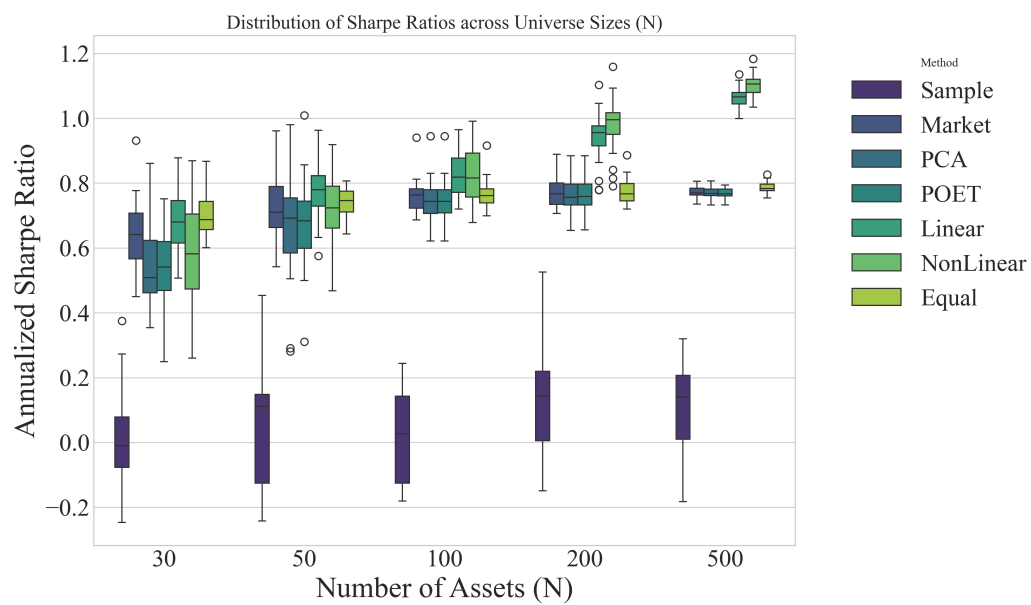 Distribution of Sharpe Ratios across Universe Sizes (N)
Annualized Sharpe Ratio
1.2
1.0
0.8
0.6
0.4
0.2
0.0
−0.2
30 50 100 200 500
Number of Assets (N)
Method
Sample
Market
PCA
POET
Linear
NonLinear
Equal